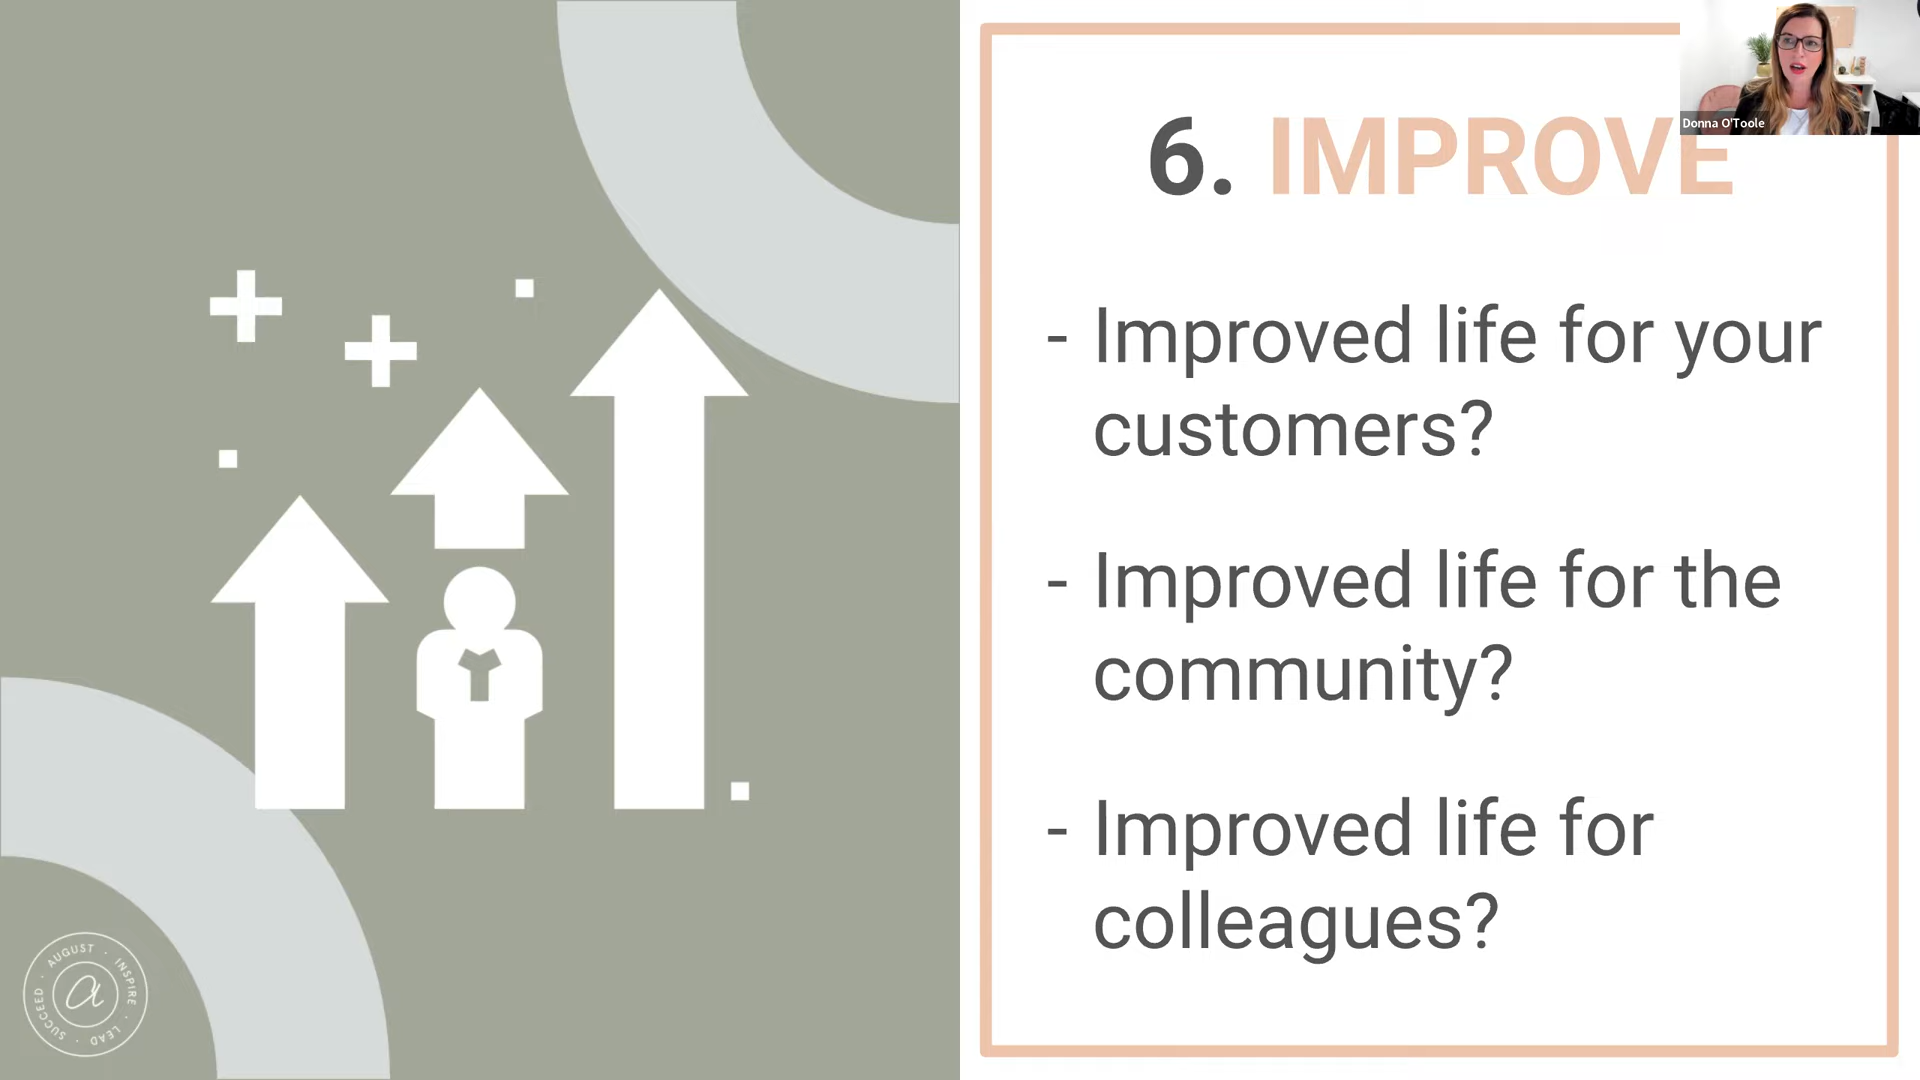 6. IMPROVE
Donna O'Toole
- Improved life for your
customers?
- Improved life for the
community?
- Improved life for
colleagues?
AUGUST · INSPIRE · LEAD · SUCCEED ·
a